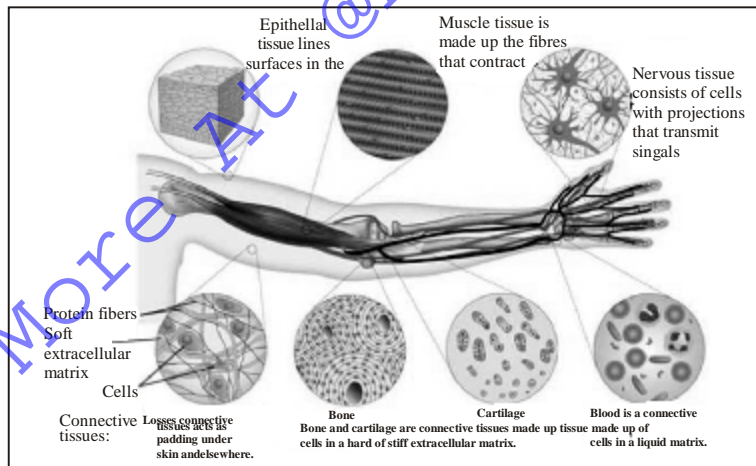 Epithellal
tissue lines
surfaces in the
Muscle tissue is
made up the fibres
that contract
Nervous tissue
consists of cells
with projections
that transmit
singals
Protein fibers
Soft
extracellular
matrix
Cells
Connective
tissues:
Losses connective
tissues acts as
padding under
skin andelsewhere.
Bone
Cartilage
Bone and cartilage are connective tissues made up tissue made up of
cells in a hard of stiff extracellular matrix.
Blood is a connective
cells in a liquid matrix.
More At @